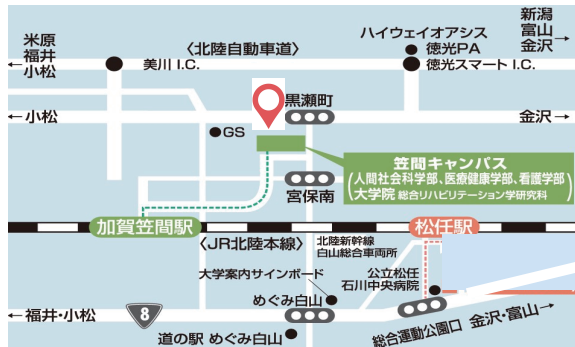 新潟
富山
金沢
ハイウェイオアシス
徳光PA
徳光スマートI.C.
米原
福井
小松
〈北陸自動車道〉
美川I.C.
黒瀬町
小松
金沢
GS
笠間キャンパス
(人間社会科学部、医療健康学部、看護学部
大学院 総合リハビリテーション学研究科)
宮保南
加賀笠間駅
松任駅
〈JR北陸本線〉
北陸新幹線
白山総合車両所
大学案内サインボード
公立松任
石川中央病院
めぐみ白山
福井・小松
8
総合運動公園口
金沢・富山
道の駅 めぐみ白山